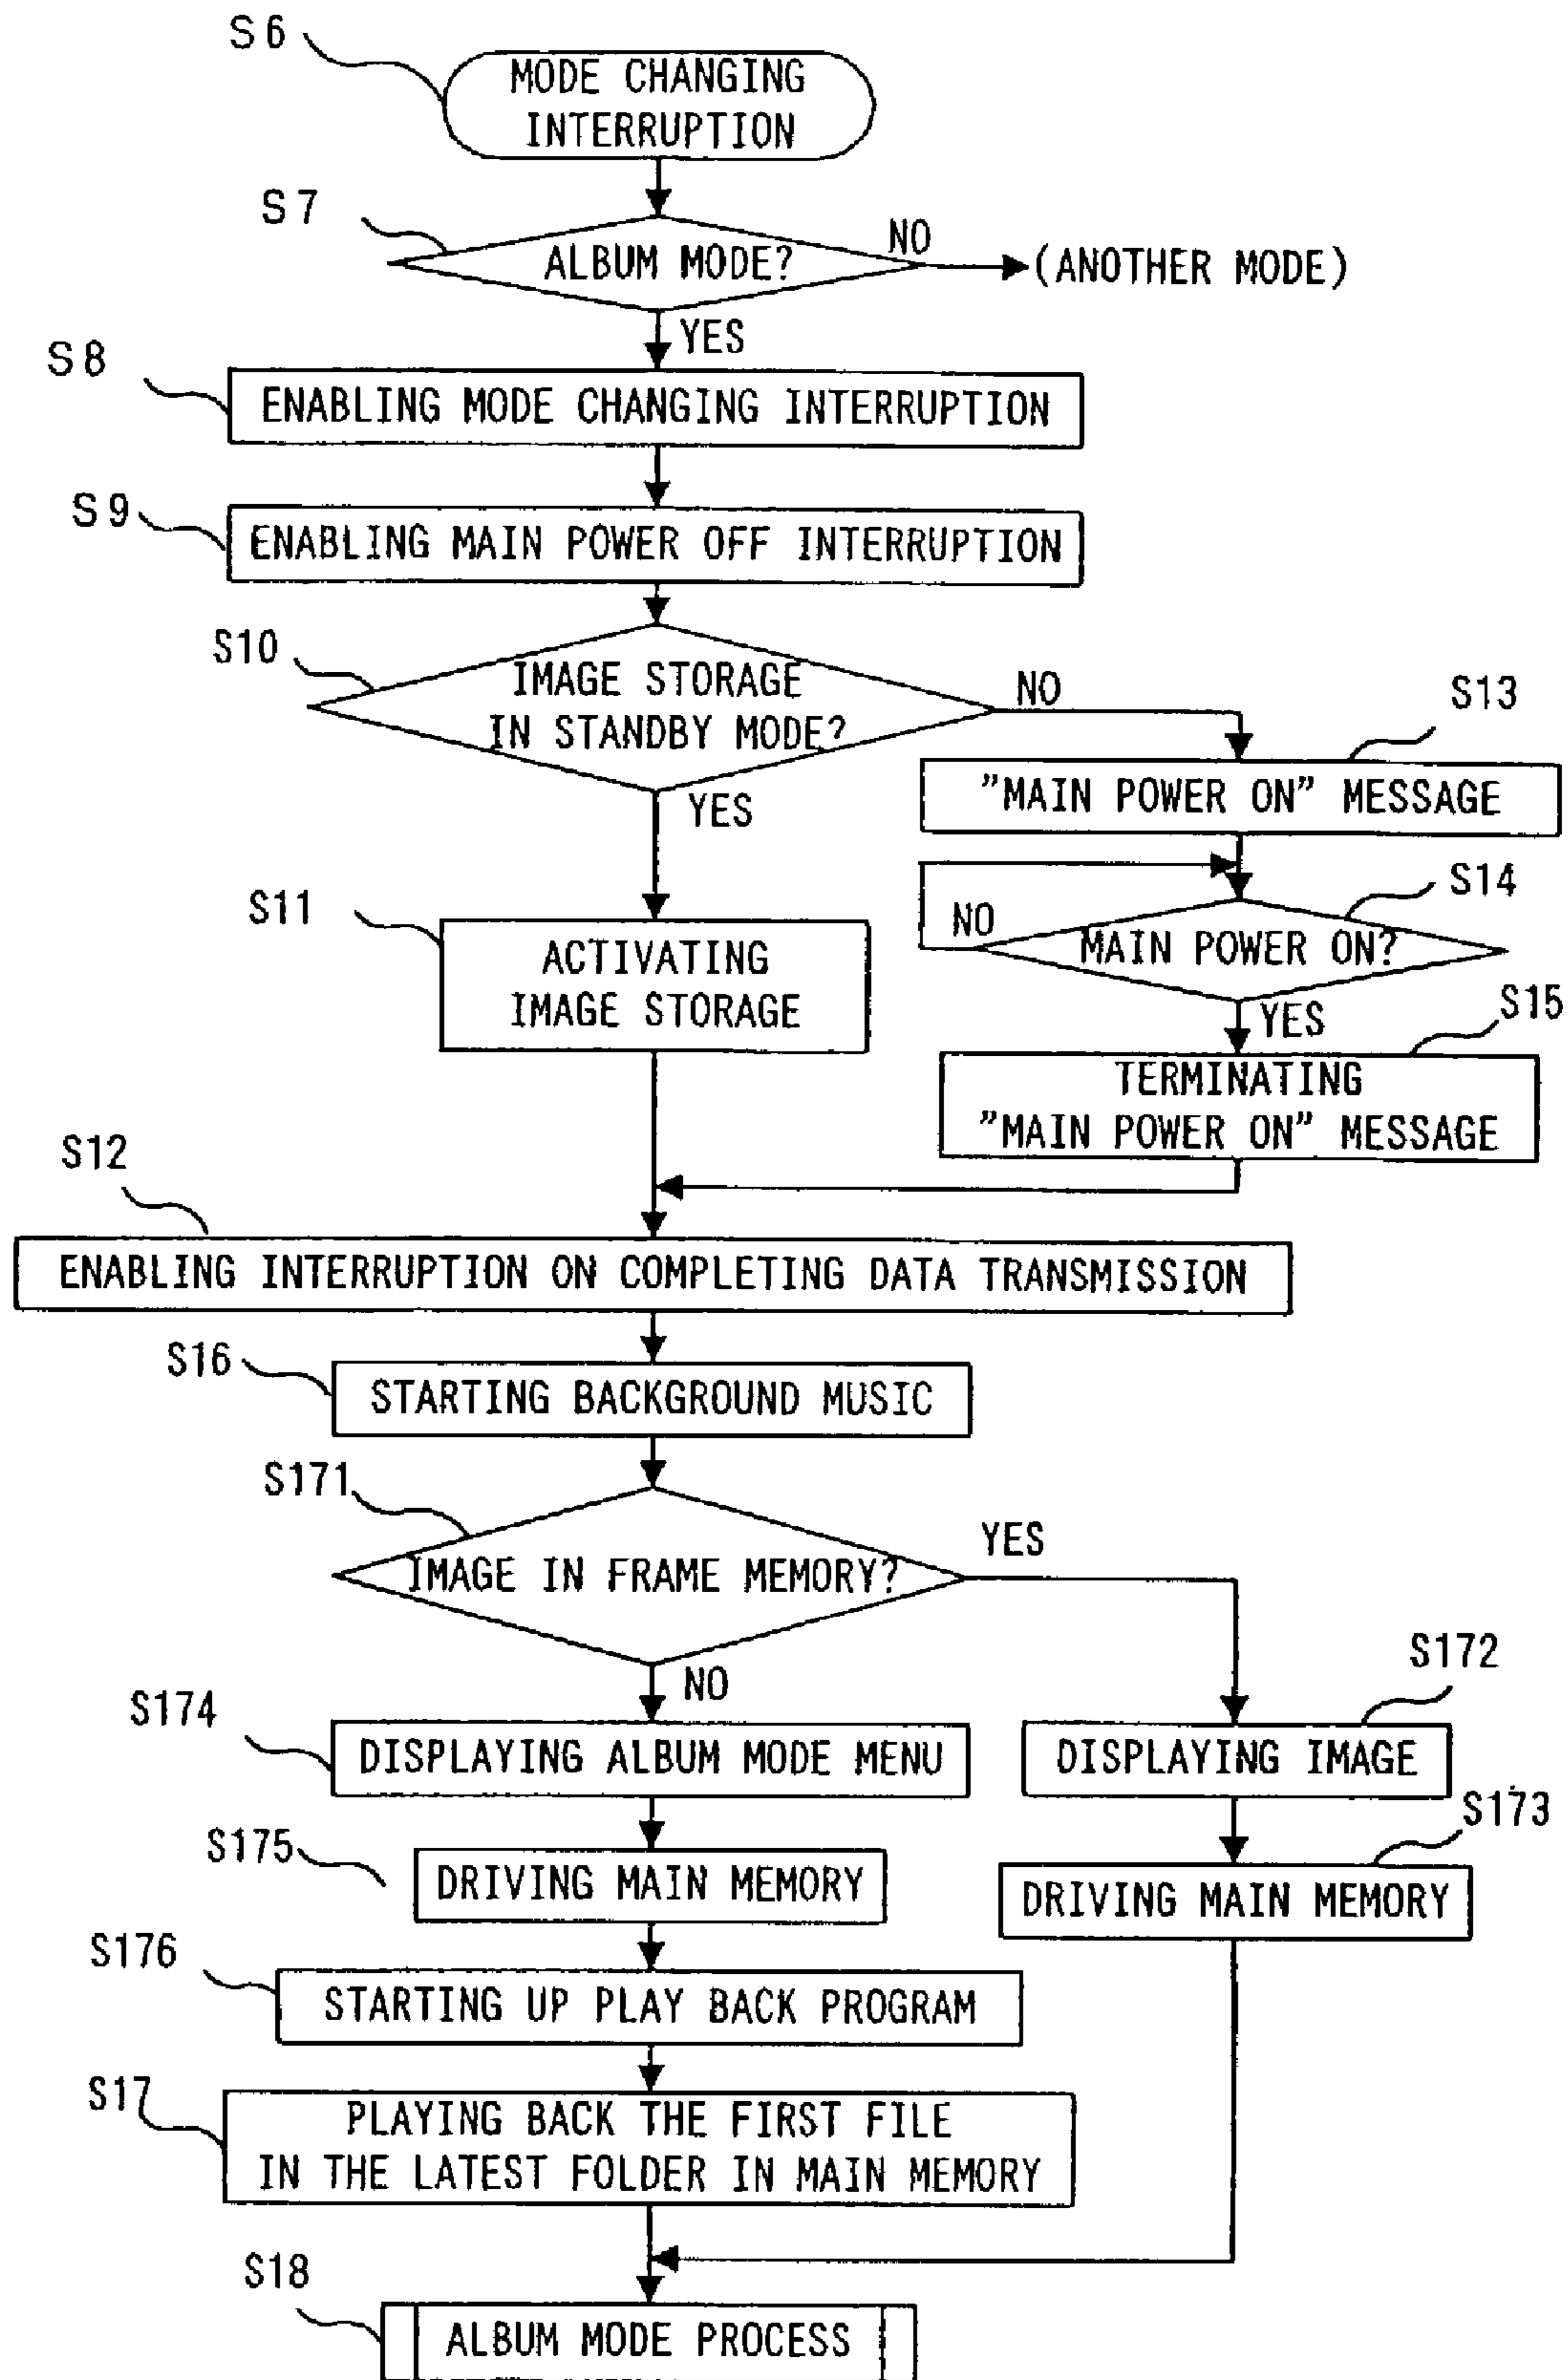 S6
MODE CHANGING
INTERRUPTION
S7
ALBUM MODE?
NO
(ANOTHER MODE)
YES
S8
ENABLING MODE CHANGING INTERRUPTION
S9
ENABLING MAIN POWER OFF INTERRUPTION
S10
IMAGE STORAGE
IN STANDBY MODE?
NO
YES
S13
"MAIN POWER ON" MESSAGE
S14
NO
MAIN POWER ON?
YES
S11
ACTIVATING
IMAGE STORAGE
S15
TERMINATING
"MAIN POWER ON" MESSAGE
S12
ENABLING INTERRUPTION ON COMPLETING DATA TRANSMISSION
S16
STARTING BACKGROUND MUSIC
S171
IMAGE IN FRAME MEMORY?
YES
NO
S172
DISPLAYING IMAGE
S173
DRIVING MAIN MEMORY
S174
DISPLAYING ALBUM MODE MENU
S175
DRIVING MAIN MEMORY
S176
STARTING UP PLAY BACK PROGRAM
S17
PLAYING BACK THE FIRST FILE
IN THE LATEST FOLDER IN MAIN MEMORY
S18
ALBUM MODE PROCESS